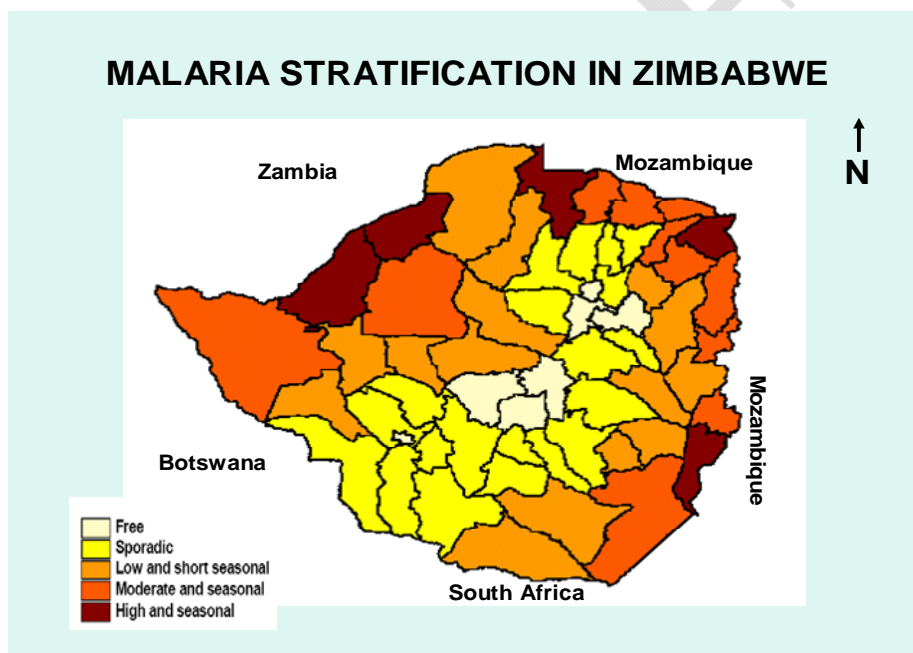 MALARIA STRATIFICATION IN ZIMBABWE
Zambia
Mozambique
N
Mozambique
Botswana
South Africa
Free
Sporadic
Low and short seasonal
Moderate and seasonal
High and seasonal